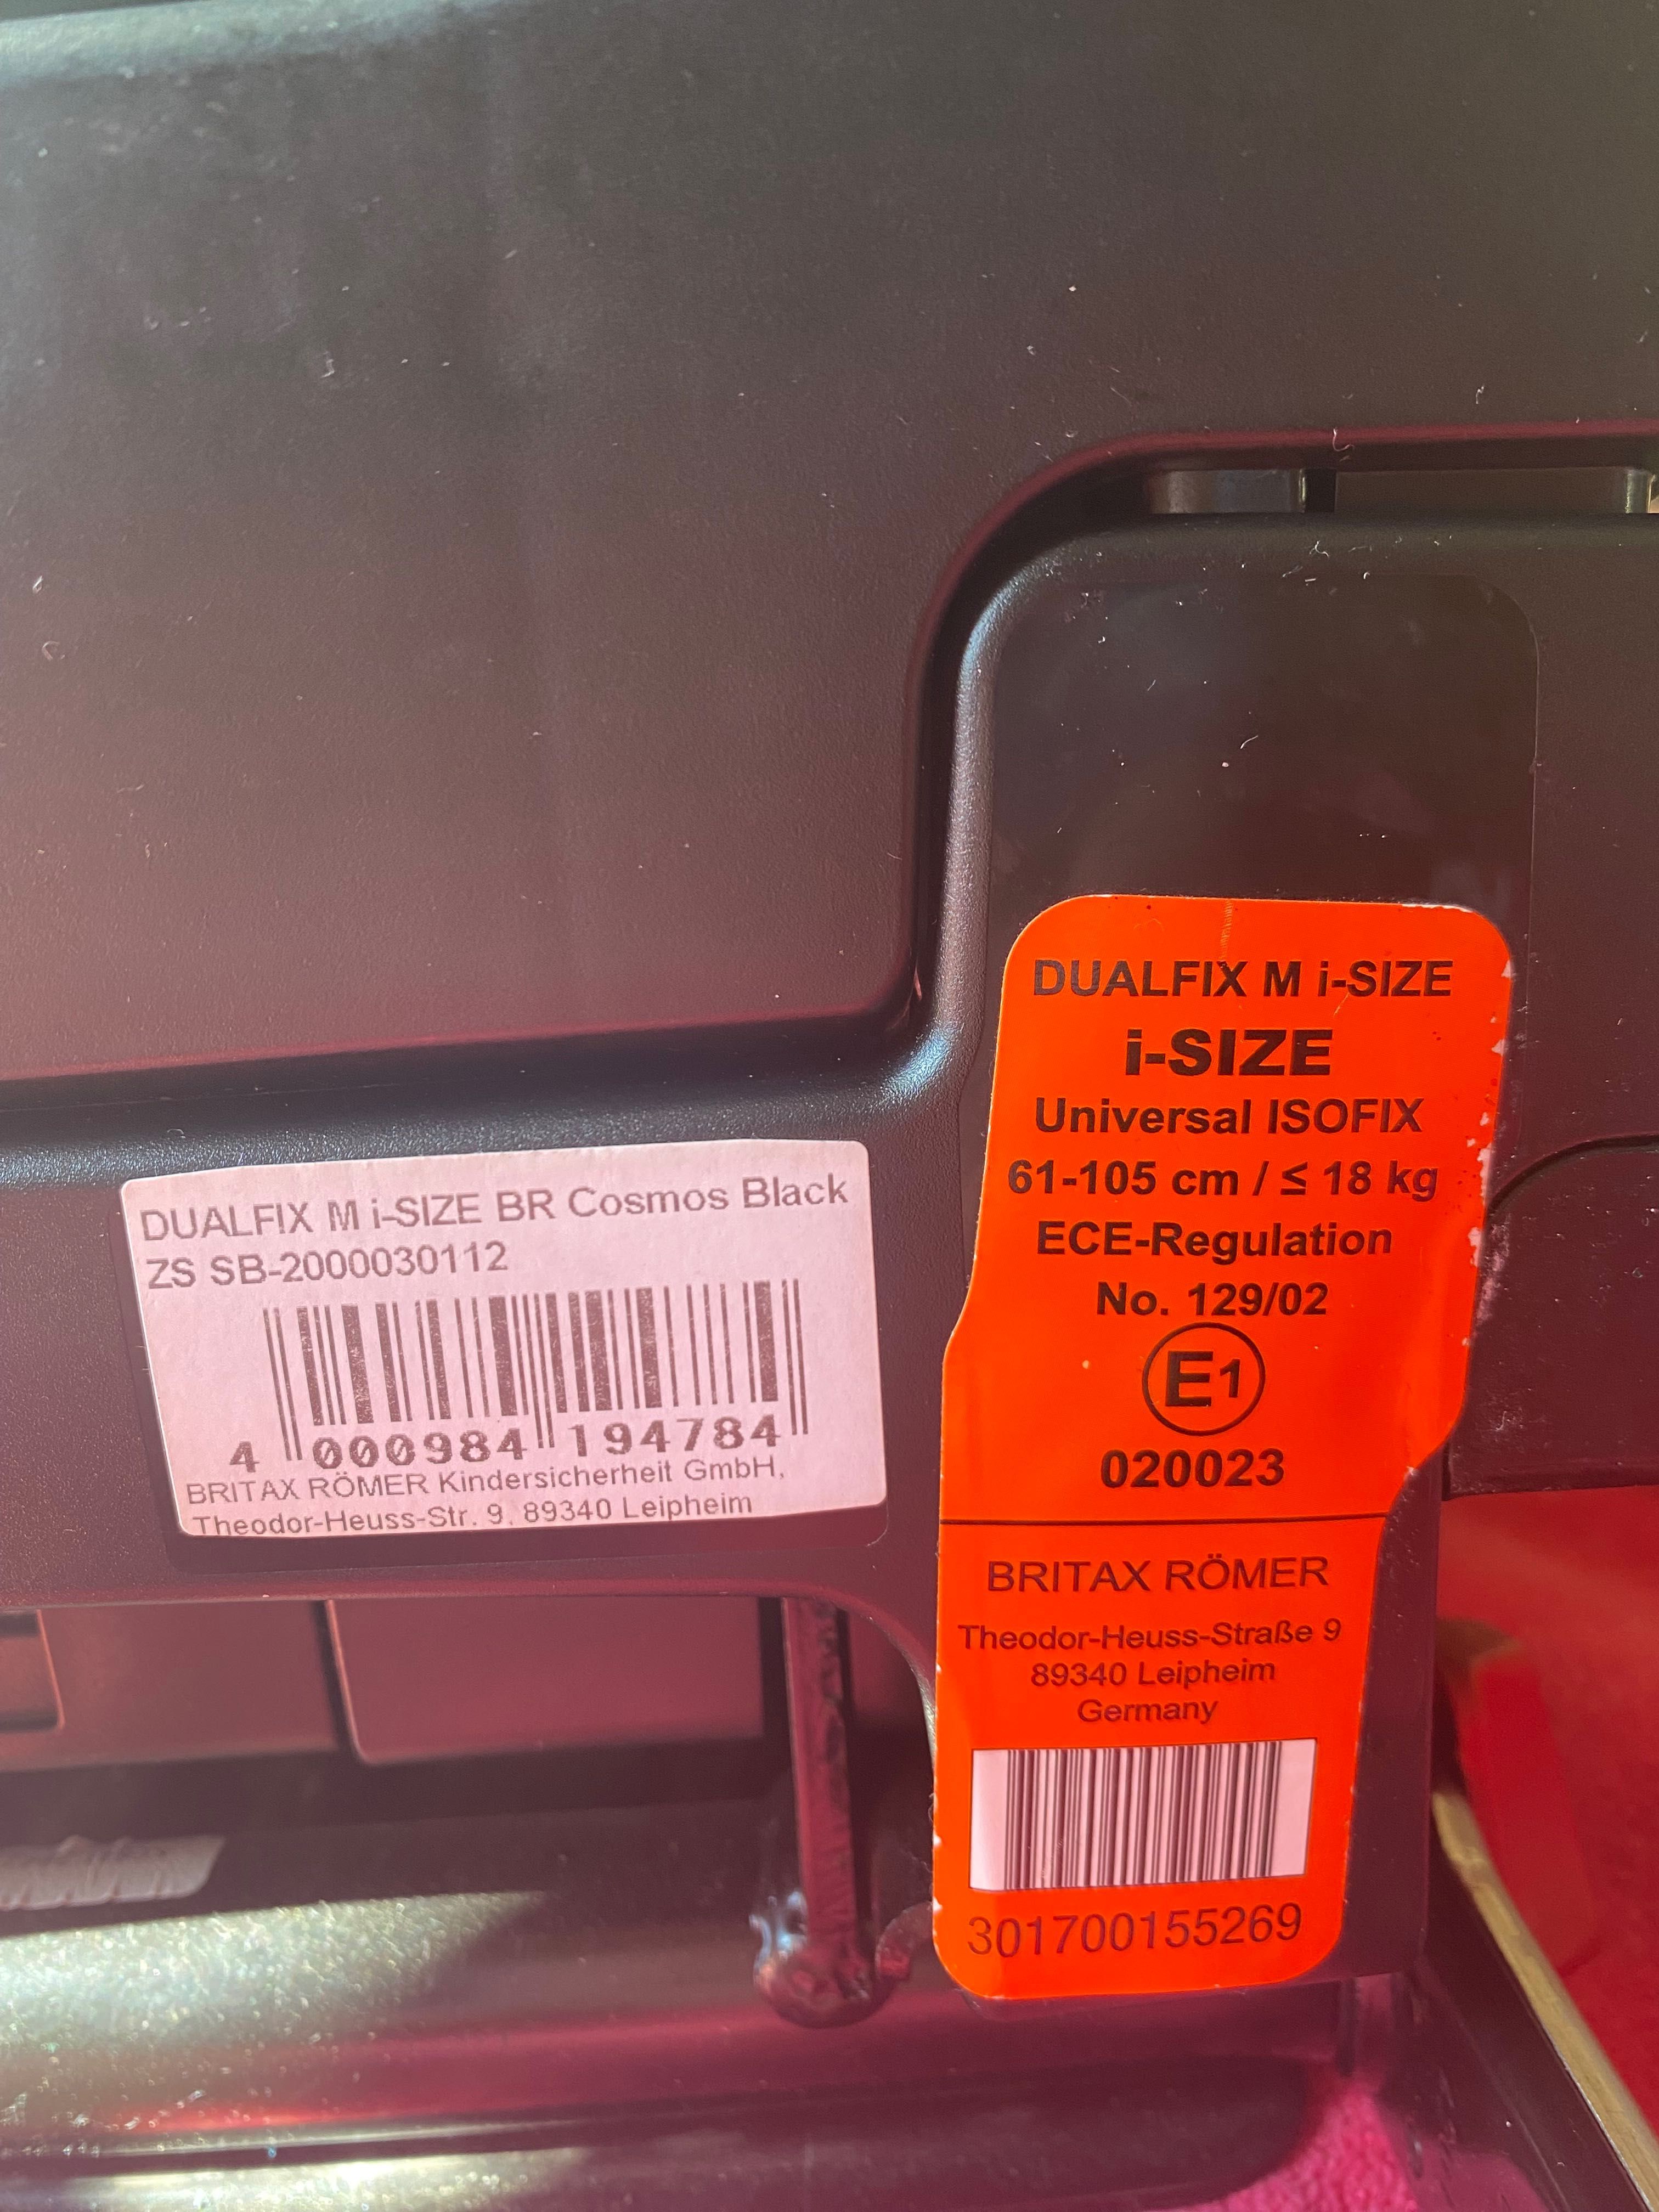 DUALFIX M i-SIZE BR Cosmos Black
ZS SB-2000030112
4 000984 194784
BRITAX RÖMER Kindersicherheit GmbH,
Theodor-Heuss-Str. 9, 89340 Leipheim
DUALFIX M i-SIZE
i-SIZE
Universal ISOFIX
61-105 cm / ≤ 18 kg
ECE-Regulation
No. 129/02
E1
020023
BRITAX RÖMER
Theodor-Heuss-Straße 9
89340 Leipheim
Germany
301700155269